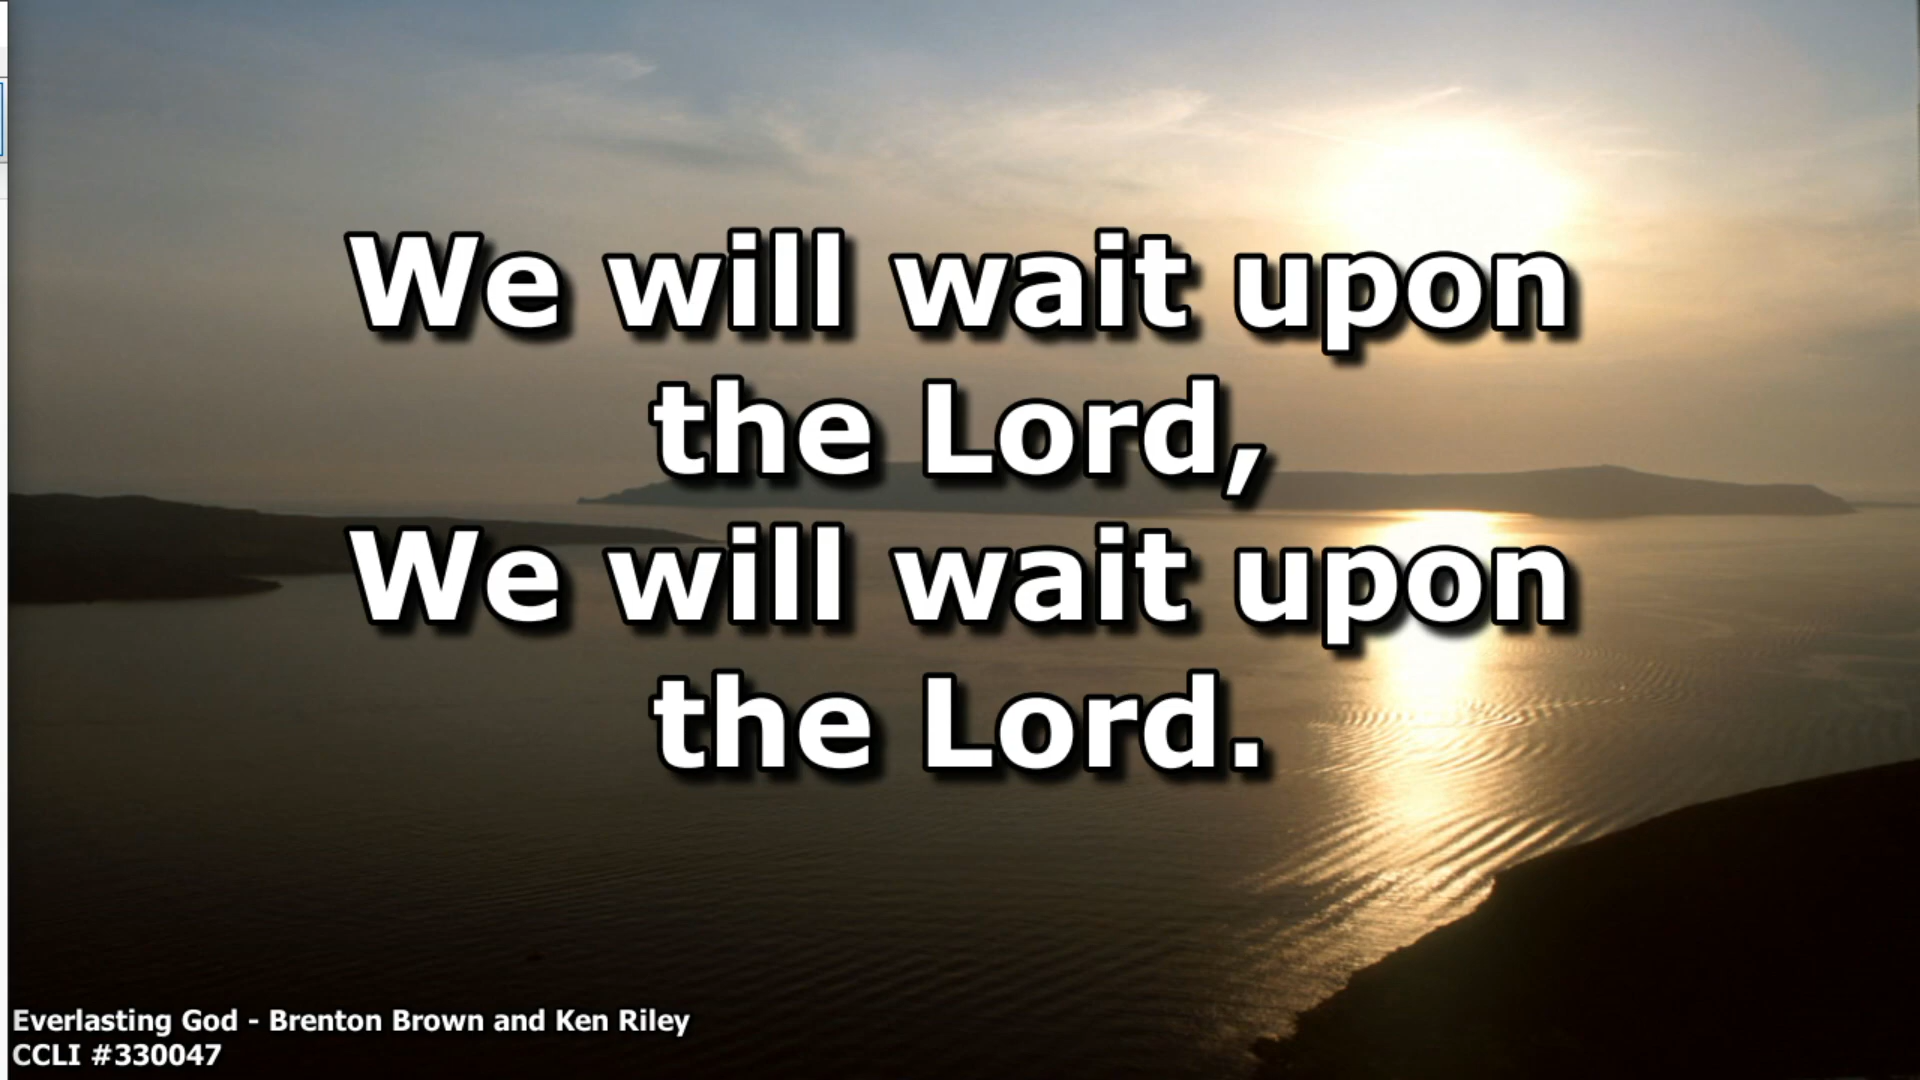 We will wait upon
the Lord,
We will wait upon
the Lord.
Everlasting God - Brenton Brown and Ken Riley
CCLI #330047